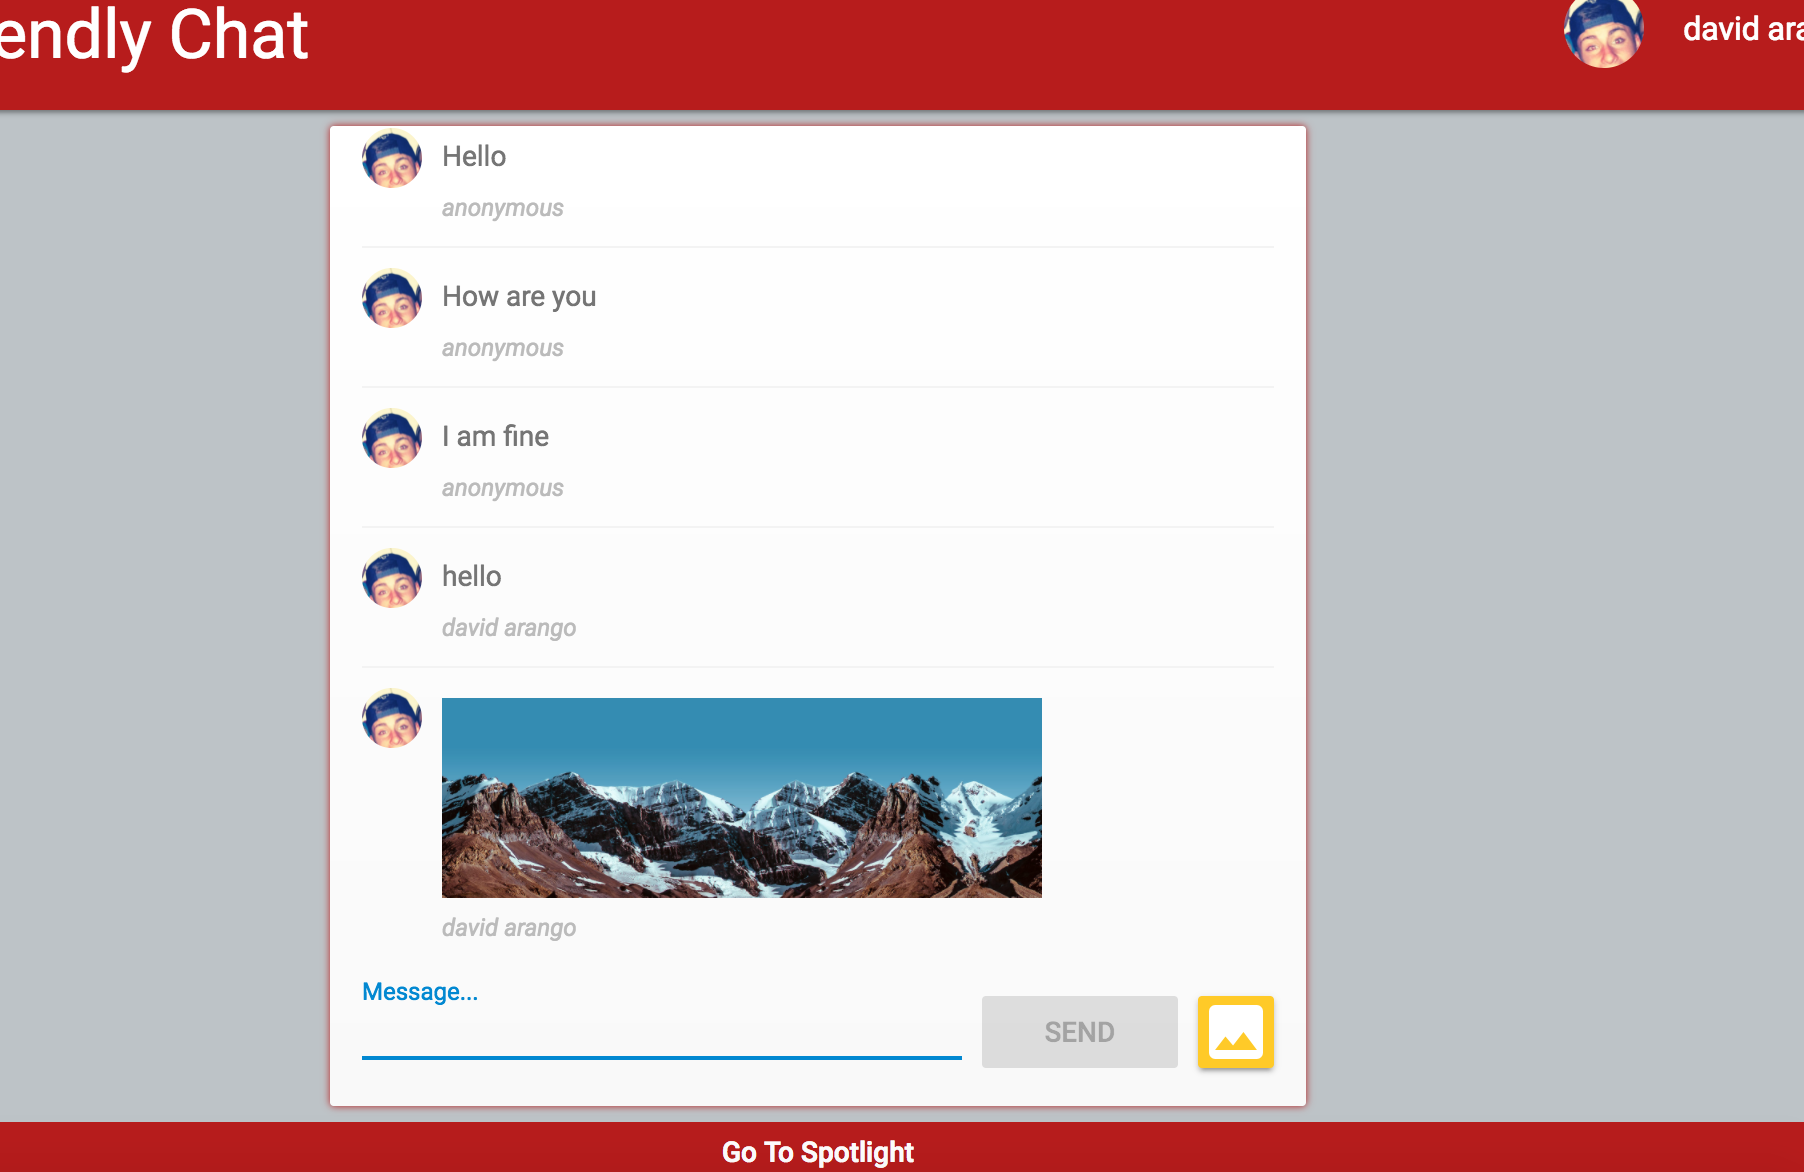 endly Chat
david ara
Hello
anonymous
How are you
anonymous
I am fine
anonymous
hello
david arango
david arango
Message...
SEND
Go To Spotlight